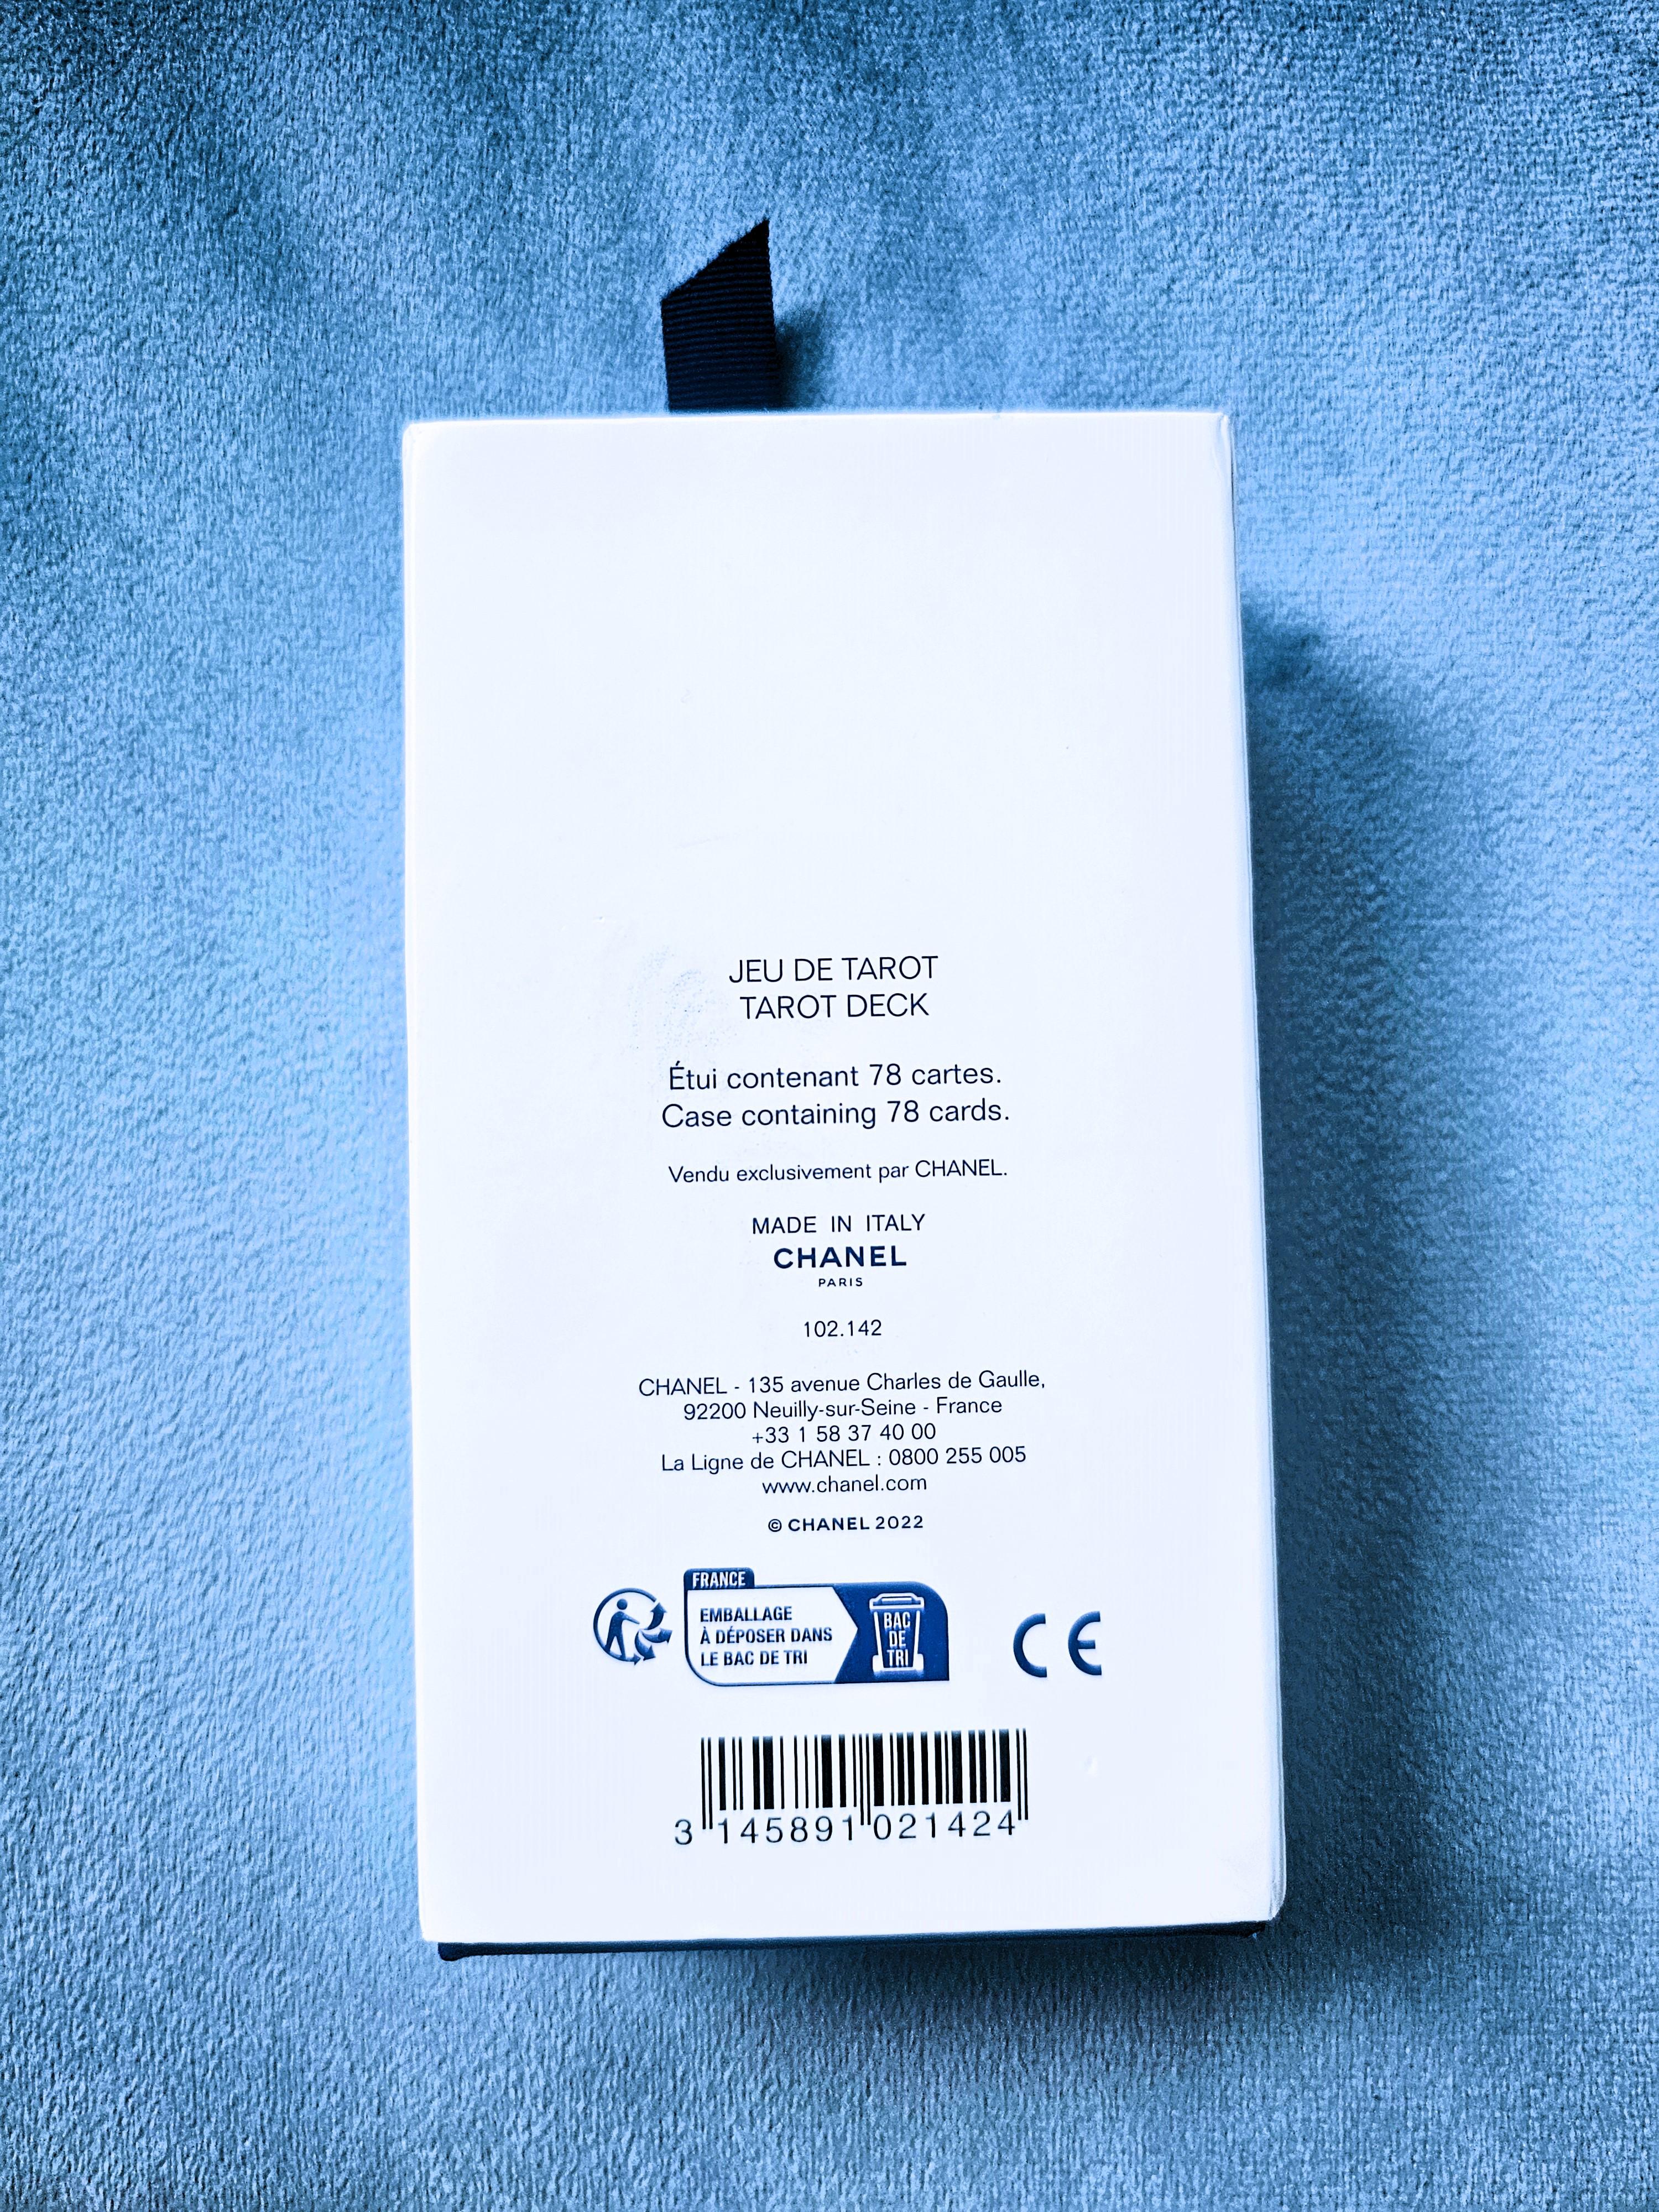 JEU DE TAROT
TAROT DECK
Étui contenant 78 cartes.
Case containing 78 cards.
Vendu exclusivement par CHANEL.
MADE IN ITALY
CHANEL
PARIS
102.142
CHANEL - 135 avenue Charles de Gaulle,
92200 Neuilly-sur-Seine - France
+33 1 58 37 40 00
La Ligne de CHANEL : 0800 255 005
www.chanel.com
© CHANEL 2022
FRANCE
EMBALLAGE
À DÉPOSER DANS
LE BAC DE TRI
BAC
DE
TRI
CE
3 145891 021424